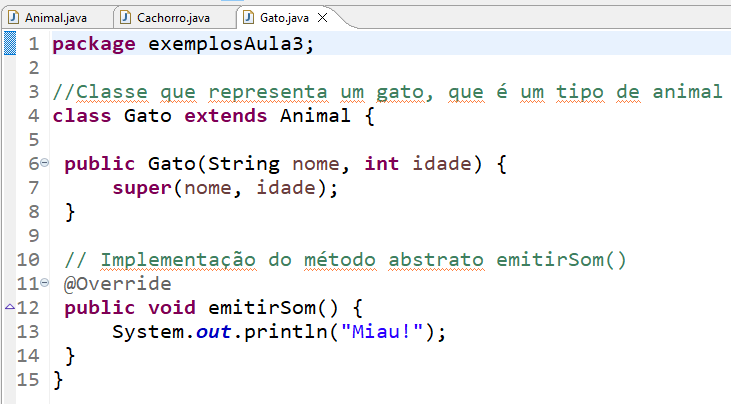 Animal.java Cachorro.java Gato.java
1 package exemplosAula3;
2
3 //Classe que representa um gato, que é um tipo de animal
4 class Gato extends Animal {
5
6 public Gato(String nome, int idade) {
7 super(nome, idade);
8 }
9
10 // Implementação do método abstrato emitirSom()
11 @Override
12 public void emitirSom() {
13 System.out.println("Miau!");
14 }
15 }